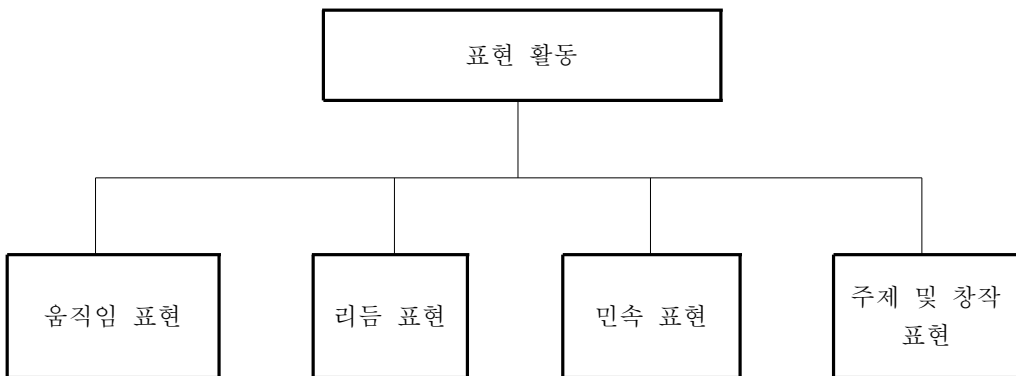 표현 활동
움직임 표현
리듬 표현
민속 표현
주제 및 창작
표현